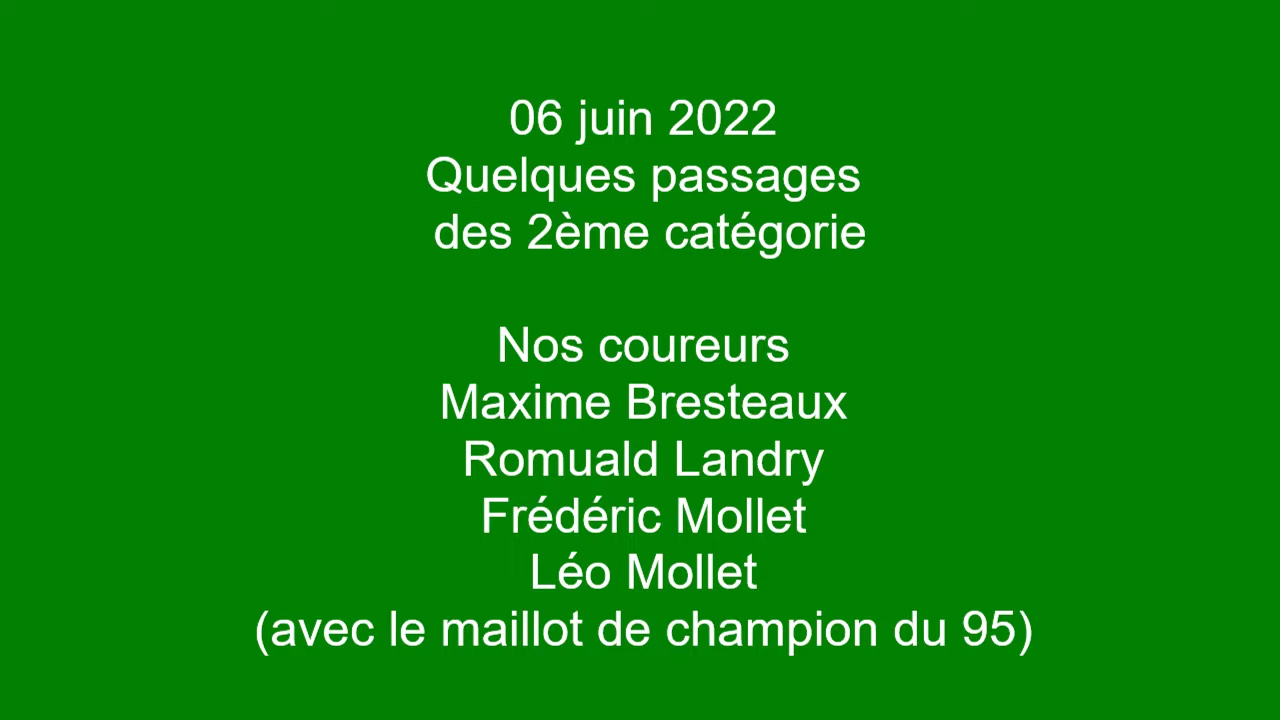 06 juin 2022
Quelques passages
des 2ème catégorie
Nos coureurs
Maxime Bresteaux
Romuald Landry
Frédéric Mollet
Léo Mollet
(avec le maillot de champion du 95)